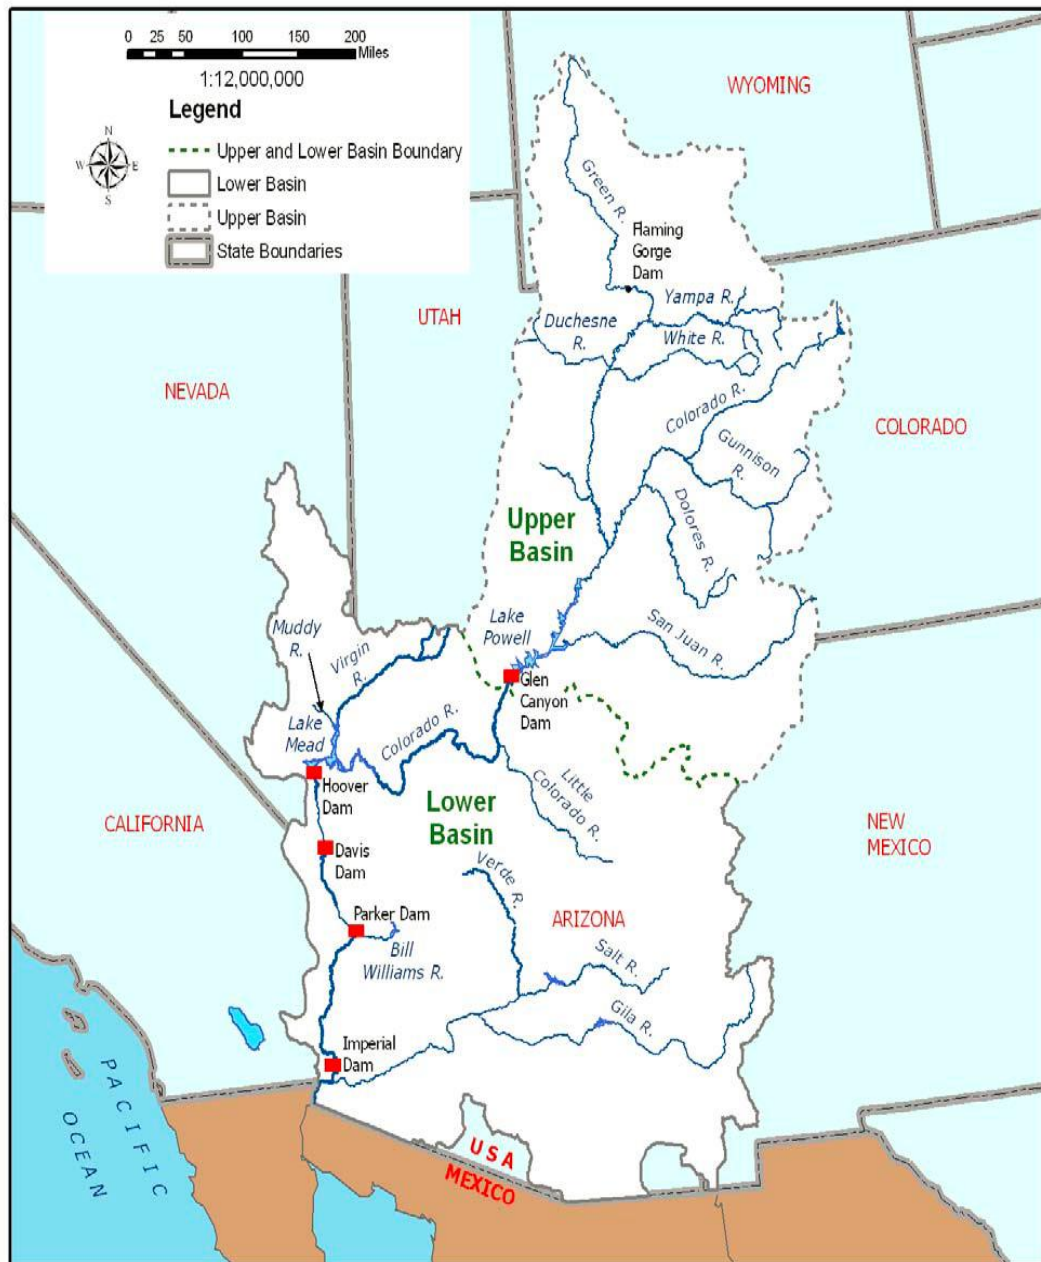 0 25 50 100 150 200
Miles
1:12,000,000
Legend
N
W E
S
Upper and Lower Basin Boundary
Lower Basin
Upper Basin
State Boundaries
WYOMING
Green R.
Flaming
Gorge
Dam
UTAH
Yampa R.
Duchesne
R.
White R.
NEVADA
Colorado R.
COLORADO
Gunnison
R.
Dolores R.
Upper
Basin
Lake
Powell
San Juan R.
Muddy
R.
Virgin
R.
Glen
Canyon
Dam
Colorado R.
Lake
Mead
Hoover
Dam
Little
Colorado R.
Lower
Basin
CALIFORNIA
NEW
MEXICO
Davis
Dam
Verde R.
Parker Dam
ARIZONA
Bill
Williams R.
Salt R.
Gila R.
Imperial
Dam
PACIFIC
OCEAN
USA
MEXICO